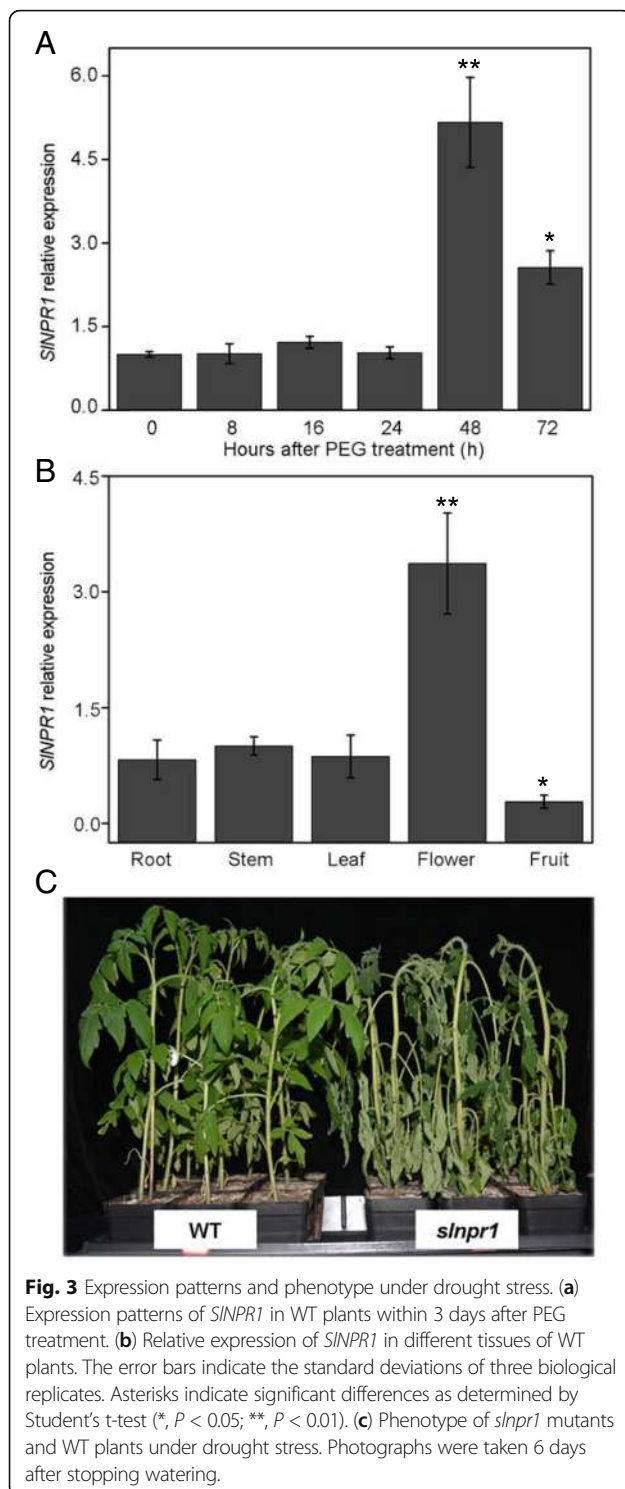 A
SlNPR1 relative expression
6.0
4.5
3.0
1.5
0.0
**
*
0 8 16 24 48 72
Hours after PEG treatment (h)
B
SlNPR1 relative expression
4.5
3.0
1.5
0.0
**
*
Root Stem Leaf Flower Fruit
C
WT slnpr1
Fig. 3 Expression patterns and phenotype under drought stress. (a)
Expression patterns of SlNPR1 in WT plants within 3 days after PEG
treatment. (b) Relative expression of SlNPR1 in different tissues of WT
plants. The error bars indicate the standard deviations of three biological
replicates. Asterisks indicate significant differences as determined by
Student's t-test (*, P < 0.05; **, P < 0.01). (c) Phenotype of slnpr1 mutants
and WT plants under drought stress. Photographs were taken 6 days
after stopping watering.